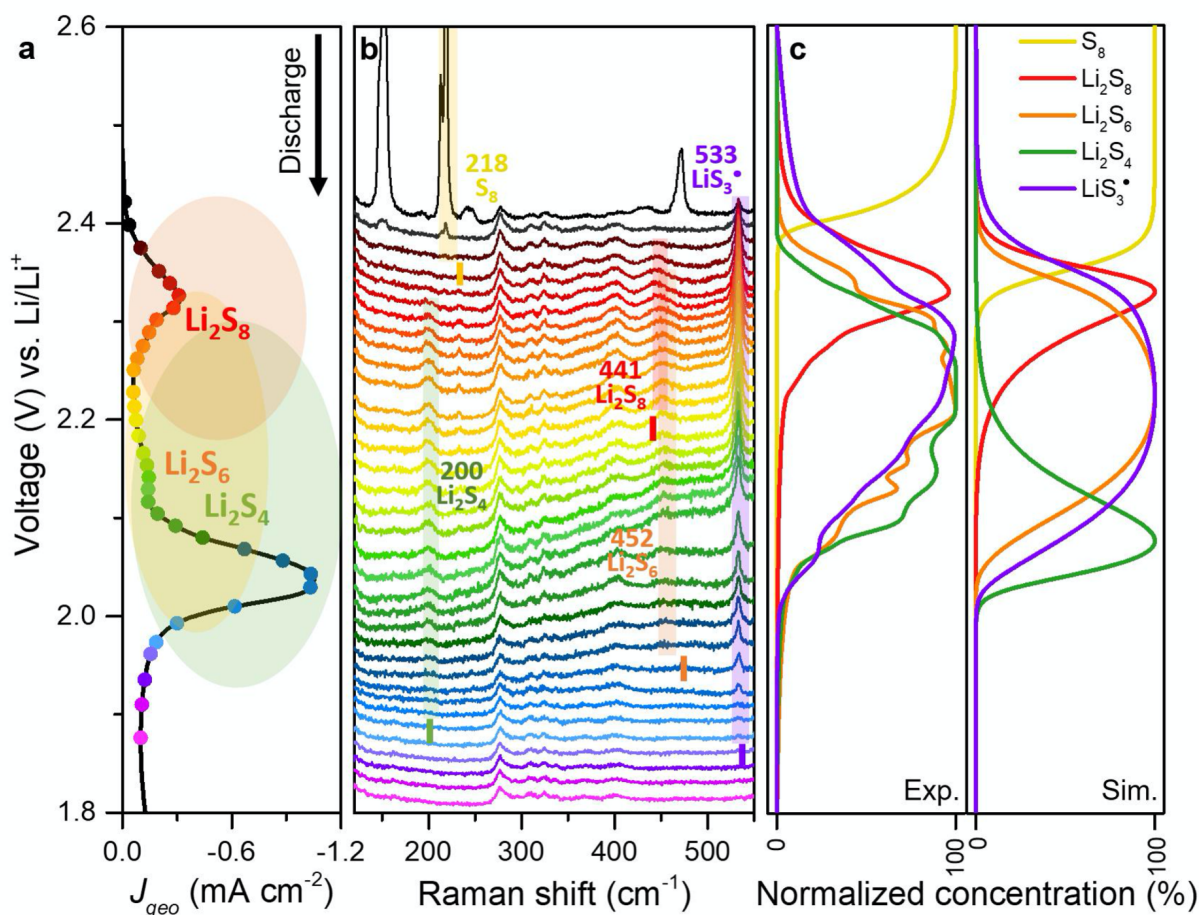 a
b
c
2.6
2.4
2.2
2.0
1.8
Voltage (V) vs. Li/Li⁺
Discharge
Li₂S₈
Li₂S₆
Li₂S₄
0.0
-0.6
-1.2
J_geo (mA cm⁻²)
218
S₈
533
LiS₃•
441
Li₂S₈
200
Li₂S₄
452
Li₂S₆
200
300
400
500
Raman shift (cm⁻¹)
S₈
Li₂S₈
Li₂S₆
Li₂S₄
LiS₃•
Exp.
Sim.
0
100
0
100
Normalized concentration (%)